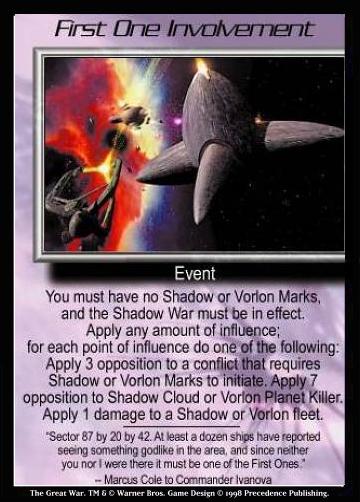 First One Involvement
Event
You must have no Shadow or Vorlon Marks,
and the Shadow War must be in effect.
Apply any amount of influence;
for each point of influence do one of the following:
Apply 3 opposition to a conflict that requires
Shadow or Vorlon Marks to initiate. Apply 7
opposition to Shadow Cloud or Vorlon Planet Killer.
Apply 1 damage to a Shadow or Vorlon fleet.
"Sector 87 by 20 by 42. At least a dozen ships have reported
seeing something godlike in the area, and since neither
you nor I were there it must be one of the First Ones."
-- Marcus Cole to Commander Ivanova
The Great War. TM & © Warner Bros. Game Design © 1998 Precedence Publishing.